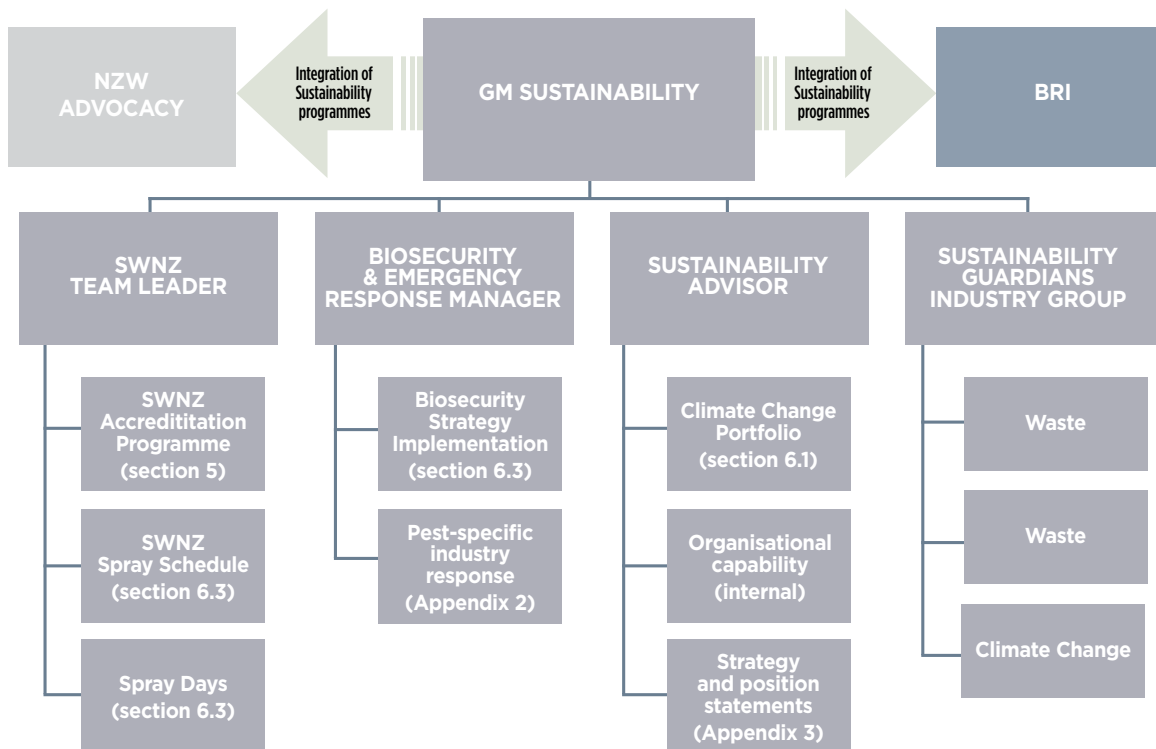 NZW
ADVOCACY
Integration of
Sustainability
programmes
GM SUSTAINABILITY
Integration of
Sustainability
programmes
BRI
SWNZ
TEAM LEADER
BIOSECURITY
& EMERGENCY
RESPONSE MANAGER
SUSTAINABILITY
ADVISOR
SUSTAINABILITY
GUARDIANS
INDUSTRY GROUP
SWNZ
Accredititation
Programme
(section 5)
SWNZ
Spray Schedule
(section 6.3)
Spray Days
(section 6.3)
Biosecurity
Strategy
Implementation
(section 6.3)
Pest-specific
industry
response
(Appendix 2)
Climate Change
Portfolio
(section 6.1)
Organisational
capability
(internal)
Strategy
and position
statements
(Appendix 3)
Waste
Waste
Climate Change